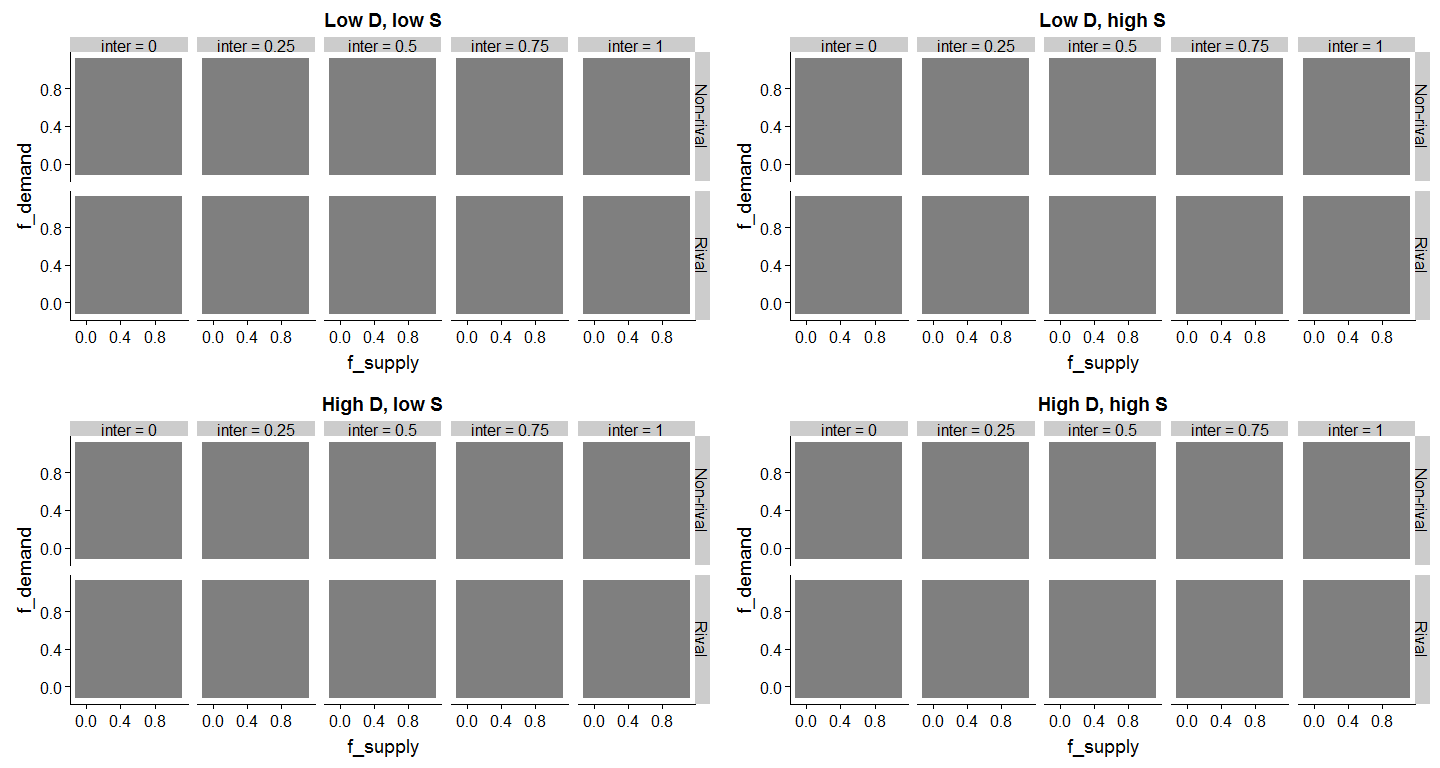 Low D, low S
inter = 0 inter = 0.25 inter = 0.5 inter = 0.75 inter = 1
0.8
0.4
0.0
Non-rival
0.8
0.4
0.0
Rival
f_demand
0.0 0.4 0.8 0.0 0.4 0.8 0.0 0.4 0.8 0.0 0.4 0.8 0.0 0.4 0.8
f_supply
Low D, high S
inter = 0 inter = 0.25 inter = 0.5 inter = 0.75 inter = 1
0.8
0.4
0.0
Non-rival
0.8
0.4
0.0
Rival
f_demand
0.0 0.4 0.8 0.0 0.4 0.8 0.0 0.4 0.8 0.0 0.4 0.8 0.0 0.4 0.8
f_supply
High D, low S
inter = 0 inter = 0.25 inter = 0.5 inter = 0.75 inter = 1
0.8
0.4
0.0
Non-rival
0.8
0.4
0.0
Rival
f_demand
0.0 0.4 0.8 0.0 0.4 0.8 0.0 0.4 0.8 0.0 0.4 0.8 0.0 0.4 0.8
f_supply
High D, high S
inter = 0 inter = 0.25 inter = 0.5 inter = 0.75 inter = 1
0.8
0.4
0.0
Non-rival
0.8
0.4
0.0
Rival
f_demand
0.0 0.4 0.8 0.0 0.4 0.8 0.0 0.4 0.8 0.0 0.4 0.8 0.0 0.4 0.8
f_supply